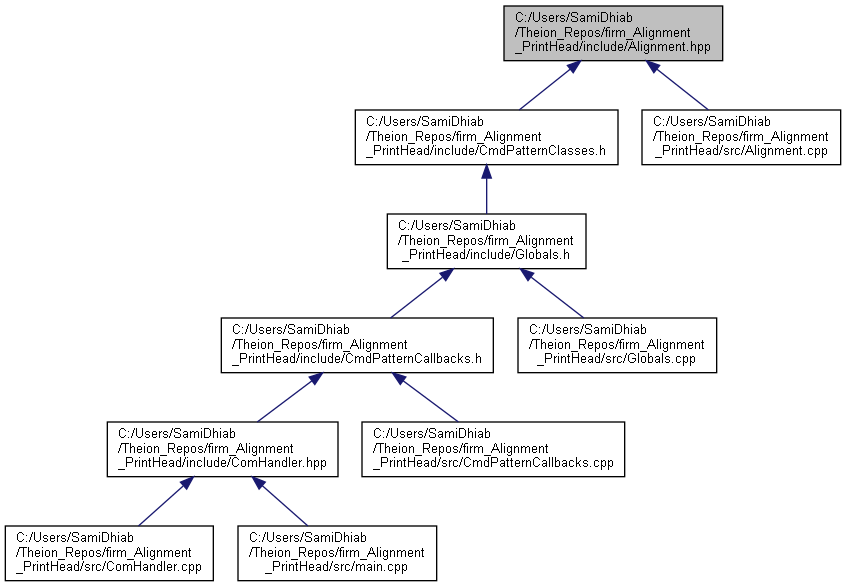 C:/Users/SamiDhiab
/Theion_Repos/firm_Alignment
_PrintHead/include/Alignment.hpp
C:/Users/SamiDhiab
/Theion_Repos/firm_Alignment
_PrintHead/include/CmdPatternClasses.h
C:/Users/SamiDhiab
/Theion_Repos/firm_Alignment
_PrintHead/src/Alignment.cpp
C:/Users/SamiDhiab
/Theion_Repos/firm_Alignment
_PrintHead/include/Globals.h
C:/Users/SamiDhiab
/Theion_Repos/firm_Alignment
_PrintHead/include/CmdPatternCallbacks.h
C:/Users/SamiDhiab
/Theion_Repos/firm_Alignment
_PrintHead/src/Globals.cpp
C:/Users/SamiDhiab
/Theion_Repos/firm_Alignment
_PrintHead/include/ComHandler.hpp
C:/Users/SamiDhiab
/Theion_Repos/firm_Alignment
_PrintHead/src/CmdPatternCallbacks.cpp
C:/Users/SamiDhiab
/Theion_Repos/firm_Alignment
_PrintHead/src/ComHandler.cpp
C:/Users/SamiDhiab
/Theion_Repos/firm_Alignment
_PrintHead/src/main.cpp